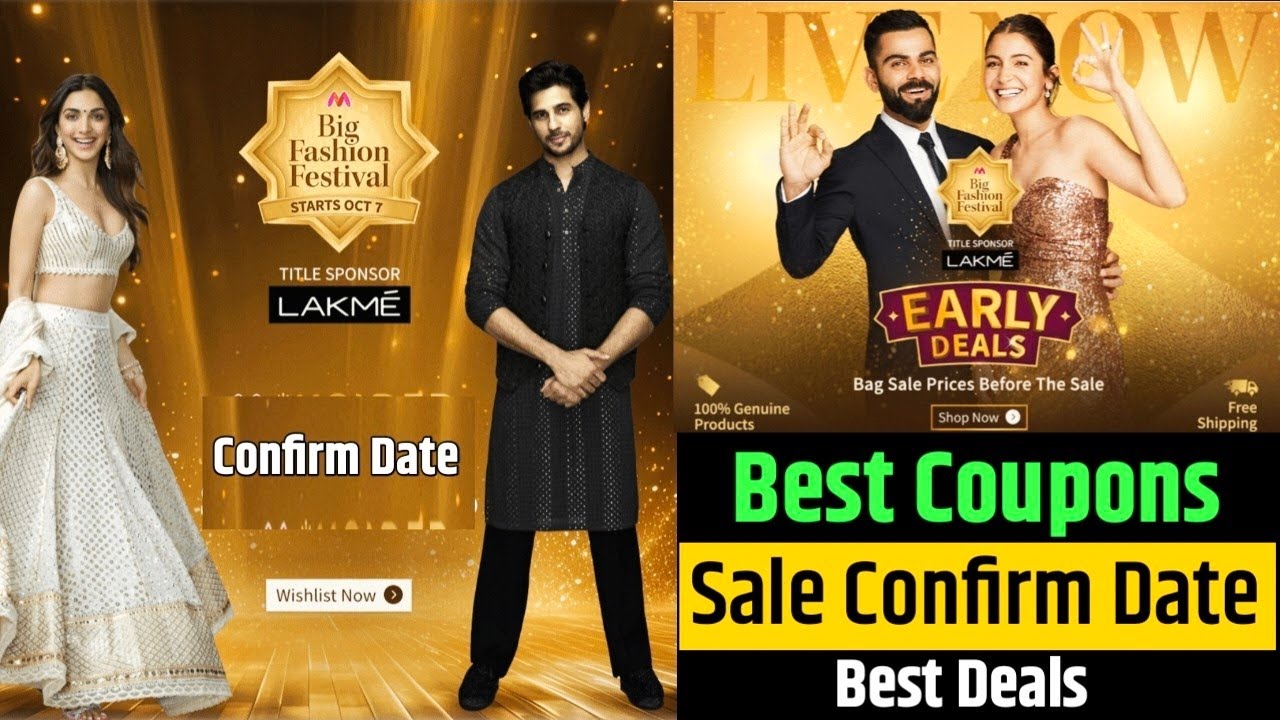 Big
Fashion
Festival
STARTS OCT 7
TITLE SPONSOR
LAKMÉ
Confirm Date
Wishlist Now
LIVE NOW
Big
Fashion
Festival
TITLE SPONSOR
LAKMÉ
EARLY
DEALS
Bag Sale Prices Before The Sale
100% Genuine
Products
Shop Now
Free
Shipping
Best Coupons
Sale Confirm Date
Best Deals